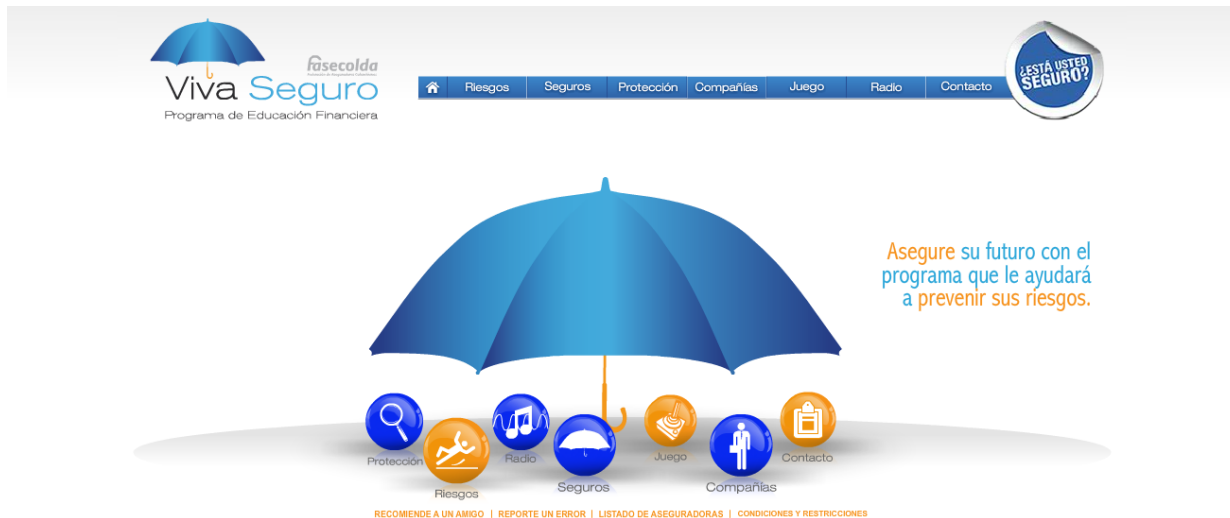 fasecolda
Viva Seguro
Programa de Educación Financiera
Riesgos
Seguros
Protección
Compañías
Juego
Radio
Contacto
¿ESTÁ USTED
SEGURO?
Asegure su futuro con el
programa que le ayudará
a prevenir sus riesgos.
Protección
Riesgos
Radio
Seguros
Juego
Compañías
Contacto
RECOMIENDE A UN AMIGO | REPORTE UN ERROR | LISTADO DE ASEGURADORAS | CONDICIONES Y RESTRICCIONES